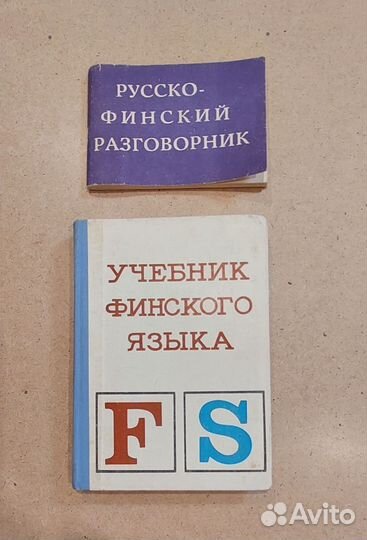 РУССКО-
ФИНСКИЙ
РАЗГОВОРНИК
УЧЕБНИК
ФИНСКОГО
ЯЗЫКА
F S
Avito